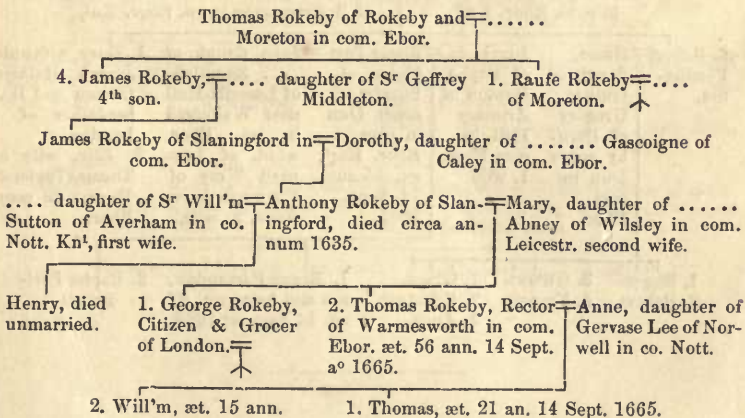 Thomas Rokeby of Rokeby and ......
Moreton in com. Ebor.
4. James Rokeby, .... daughter of Sr Geffrey
4th son. Middleton.
1. Raufe Rokeby ....
of Moreton.
James Rokeby of Slaningford in Dorothy, daughter of ....... Gascoigne of
com. Ebor. Caley in com. Ebor.
.... daughter of Sr Will'm
Sutton of Averham in co.
Nott. Knt, first wife.
Anthony Rokeby of Slan-
ingford, died circa an-
num 1635.
Mary, daughter of ......
Abney of Wilsley in com.
Leicestr. second wife.
Henry, died
unmarried.
1. George Rokeby,
Citizen & Grocer
of London.
2. Thomas Rokeby, Rector
of Warmesworth in com.
Ebor. æt. 56 ann. 14 Sept.
ao 1665.
Anne, daughter of
Gervase Lee of Nor-
well in co. Nott.
2. Will'm, æt. 15 ann. 1. Thomas, æt. 21 an. 14 Sept. 1665.